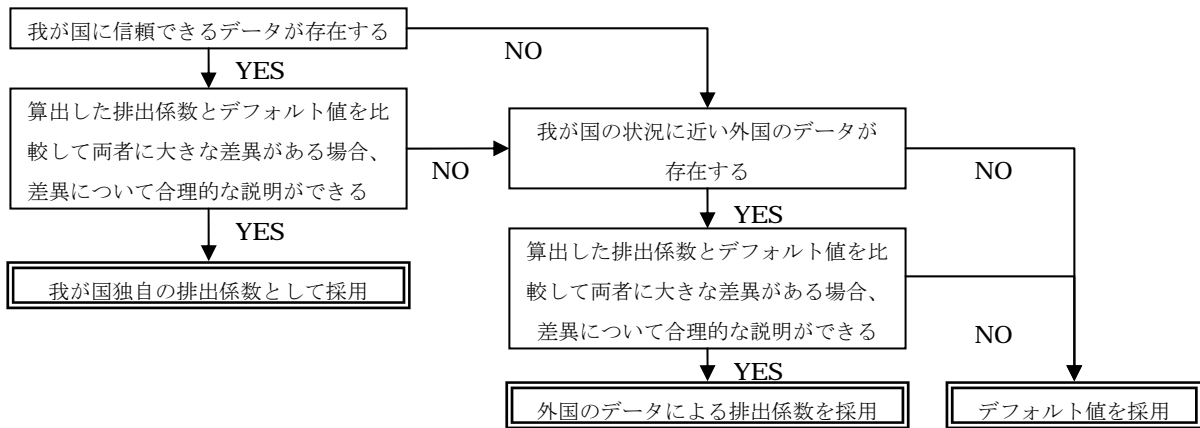 我が国に信頼できるデータが存在する
NO
YES
算出した排出係数とデフォルト値を比
較して両者に大きな差異がある場合、
差異について合理的な説明ができる
NO
我が国の状況に近い外国のデータが
存在する
NO
YES
YES
我が国独自の排出係数として採用
算出した排出係数とデフォルト値を比
較して両者に大きな差異がある場合、
差異について合理的な説明ができる
NO
YES
外国のデータによる排出係数を採用
デフォルト値を採用